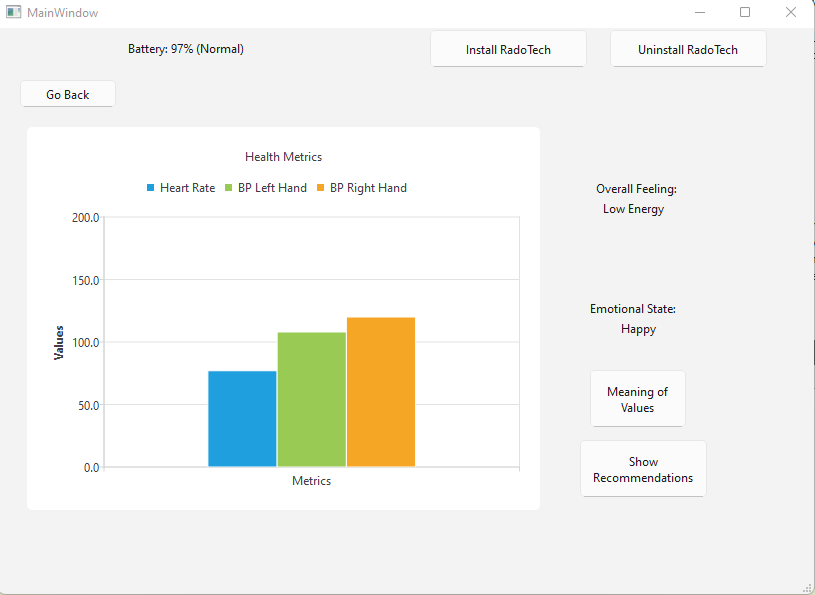 MainWindow
Battery: 97% (Normal)
Install RadoTech
Uninstall RadoTech
Go Back
Health Metrics
Heart Rate
BP Left Hand
BP Right Hand
200.0
150.0
100.0
50.0
0.0
Values
Metrics
Overall Feeling:
Low Energy
Emotional State:
Happy
Meaning of
Values
Show
Recommendations